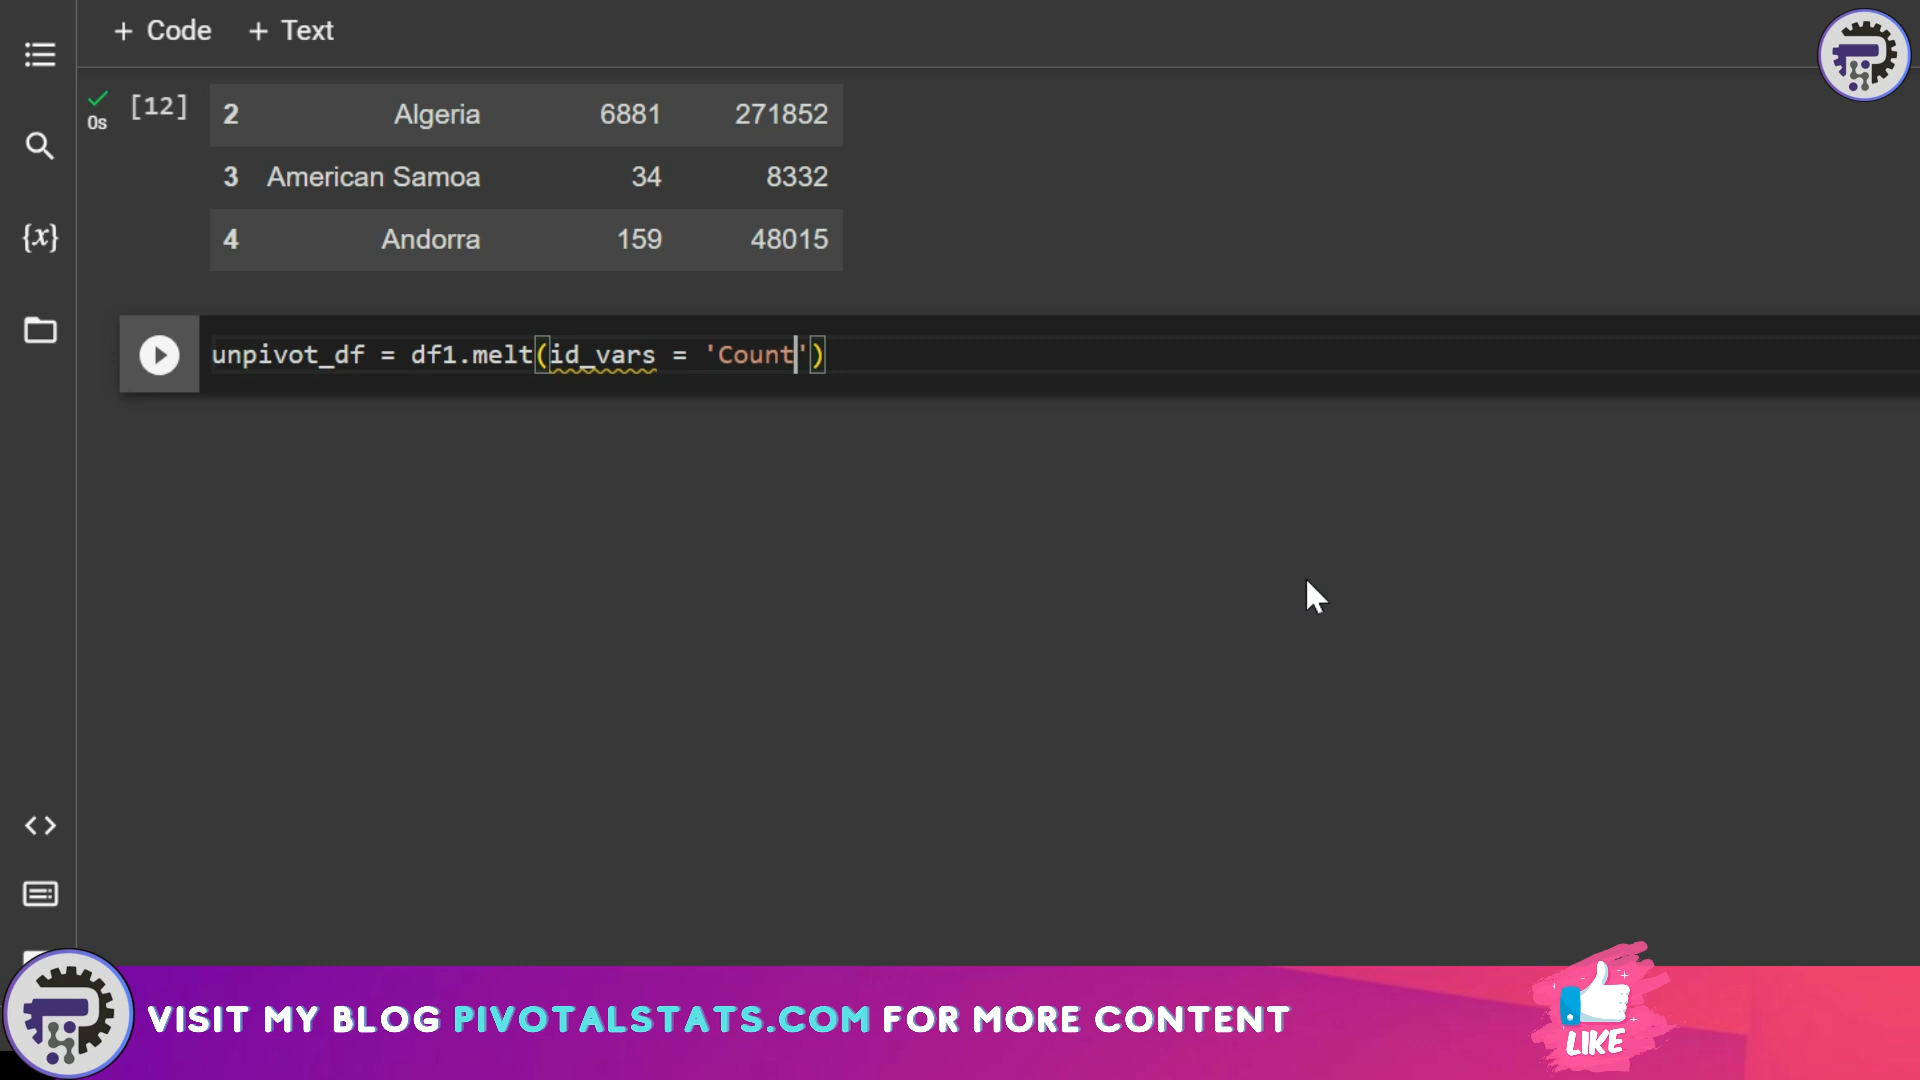 + Code + Text
0s [12] 2 Algeria 6881 271852
3 American Samoa 34 8332
4 Andorra 159 48015
{x}
unpivot_df = df1.melt(id_vars = 'Count')
<>
VISIT MY BLOG PIVOTALSTATS.COM FOR MORE CONTENT
LIKE